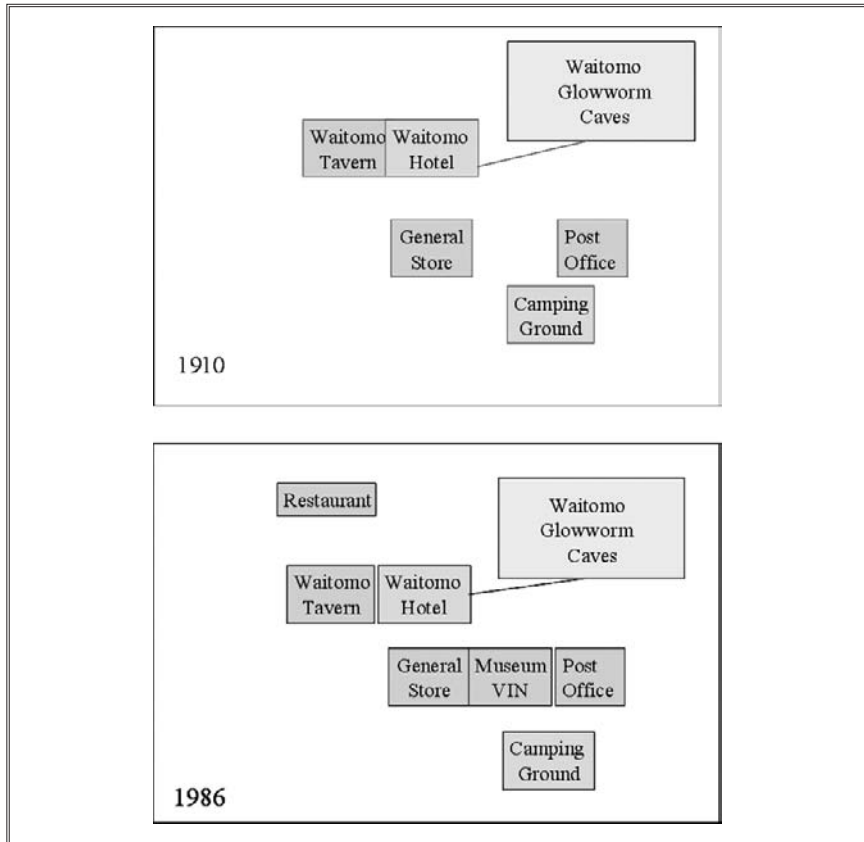 Waitomo
Glowworm
Caves
Waitomo
Tavern
Waitomo
Hotel
General
Store
Post
Office
Camping
Ground
1910
Restaurant
Waitomo
Glowworm
Caves
Waitomo
Tavern
Waitomo
Hotel
General
Store
Museum
VIN
Post
Office
Camping
Ground
1986